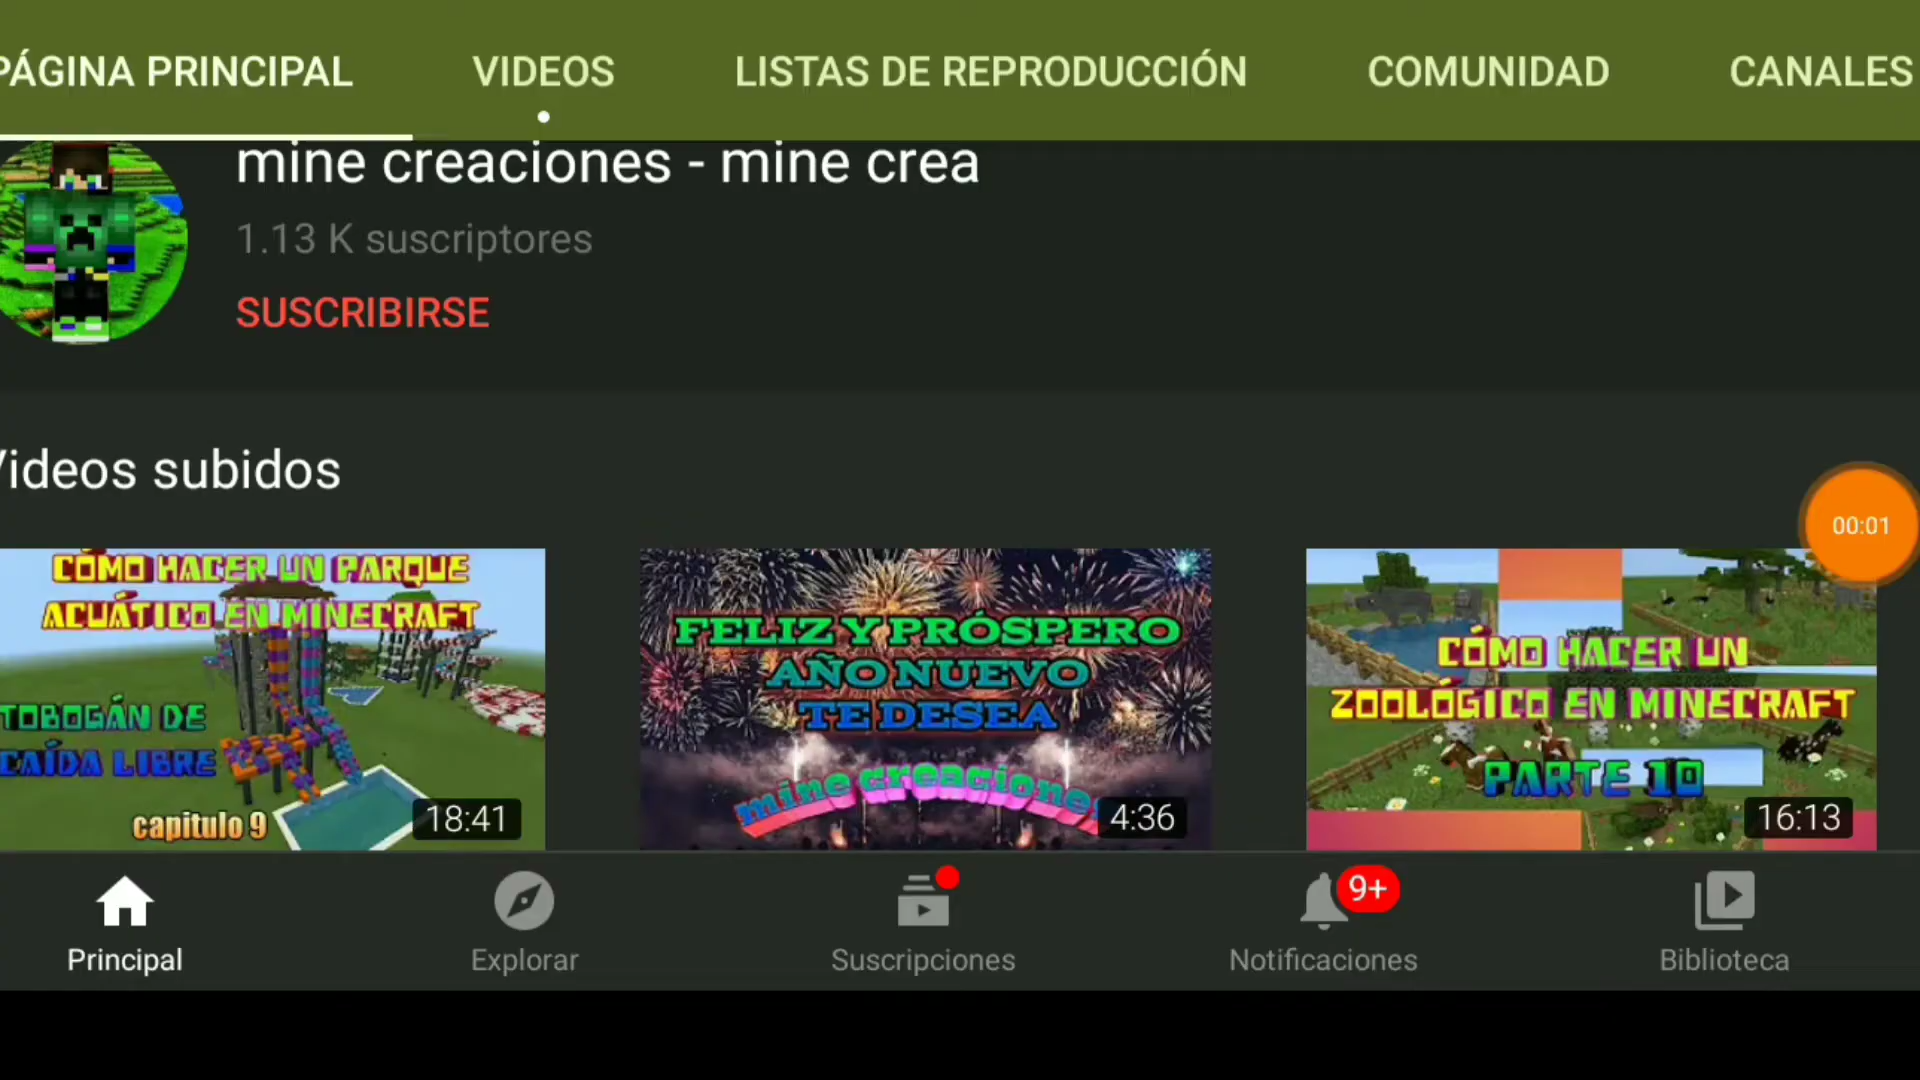 PÁGINA PRINCIPAL VIDEOS LISTAS DE REPRODUCCIÓN COMUNIDAD CANALES
mine creaciones - mine crea
1.13 K suscriptores
SUSCRIBIRSE
Videos subidos
00:01
CÓMO HACER UN PARQUE
ACUÁTICO EN MINECRAFT
TOBOGÁN DE
CAÍDA LIBRE
capitulo 9
18:41
FELIZ Y PRÓSPERO
AÑO NUEVO
TE DESEA
mine creaciones
4:36
CÓMO HACER UN
ZOOLÓGICO EN MINECRAFT
PARTE 10
16:13
9+
Principal Explorar Suscripciones Notificaciones Biblioteca